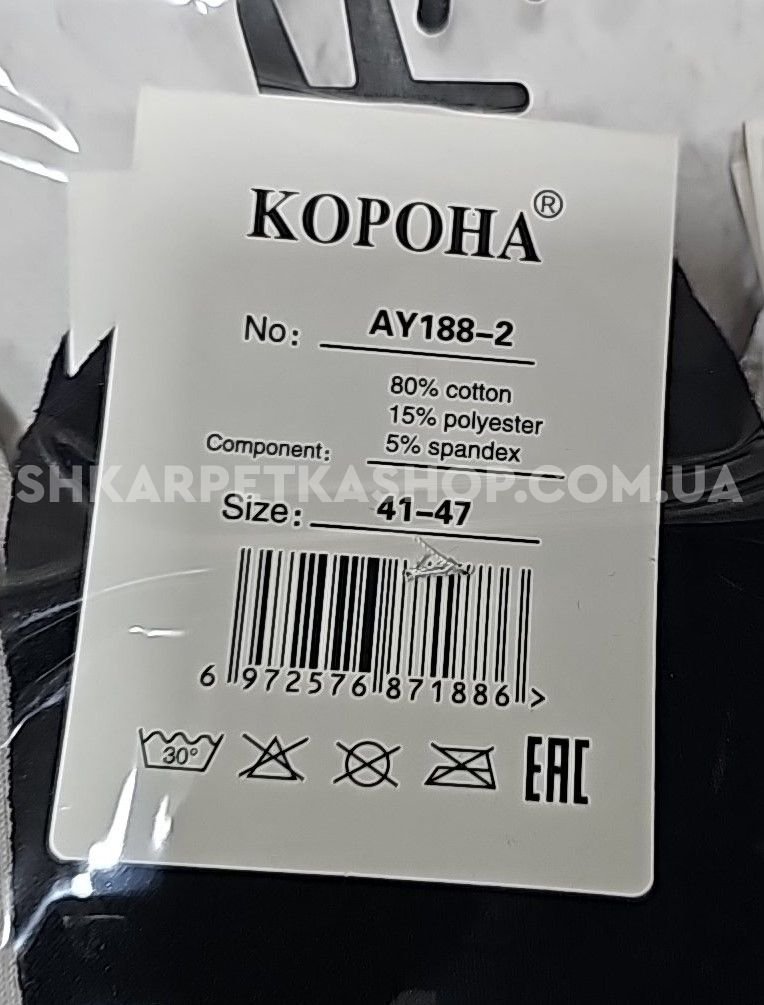 КОРОНА®
No: AY188-2
80% cotton
15% polyester
Component: 5% spandex
SHKARPETKASHOP.COM.UA
Size: 41-47
6 972576 871886 >
30°
EAC